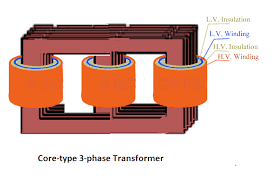 L.V. Insulation
L.V. Winding
H.V. Insulation
H.V. Winding
Core-type 3-phase Transformer